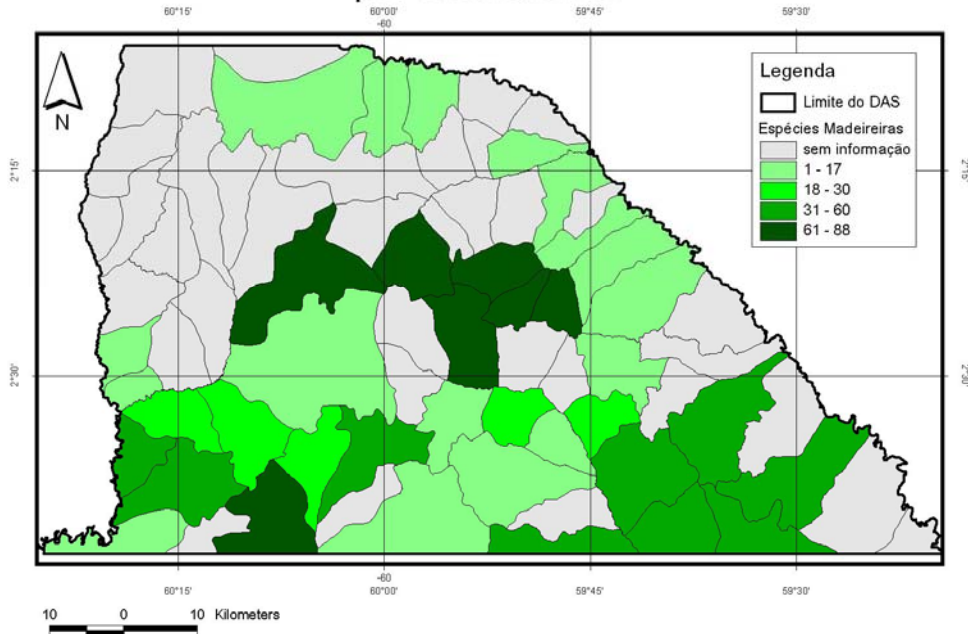 60°15' 60°00' 59°45' 59°30'
-60
N
2°15'
2°30'
Legenda
Limite do DAS
Espécies Madeireiras
sem informação
1 - 17
18 - 30
31 - 60
61 - 88
-60
60°15' 60°00' 59°45' 59°30'
10 0 10 Kilometers